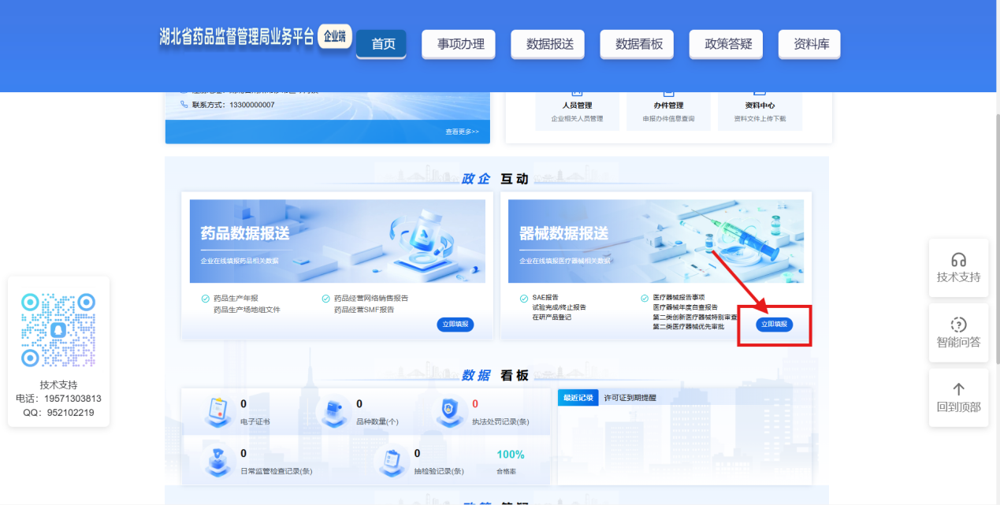 湖北省药品监督管理局业务平台 企业端
首页 事项办理 数据报送 数据看板 政策答疑 资料库
联系方式：13300000007
查看更多>>
人员管理
企业相关人员管理
办件管理
申报办件信息查询
资料中心
资料文件上传下载
政企 互动
药品数据报送
企业在线填报药品相关数据
药品生产年报
药品生产场地组文件
药品经营网络销售报告
药品经营SMF报告
立即填报
器械数据报送
企业在线填报医疗器械相关数据
SAE报告
试验完成/终止报告
在研产品登记
医疗器械报告事项
医疗器械年度自查报告
第二类创新医疗器械特别审查
第二类医疗器械优先审批
立即填报
技术支持
电话：19571303813
QQ：952102219
技术支持
智能问答
回到顶部
数据 看板
0
电子证书
0
品种数量(个)
0
执法处罚记录(条)
0
日常监管检查记录(条)
0
抽检验记录(条)
100%
合格率
最近记录 许可证到期提醒